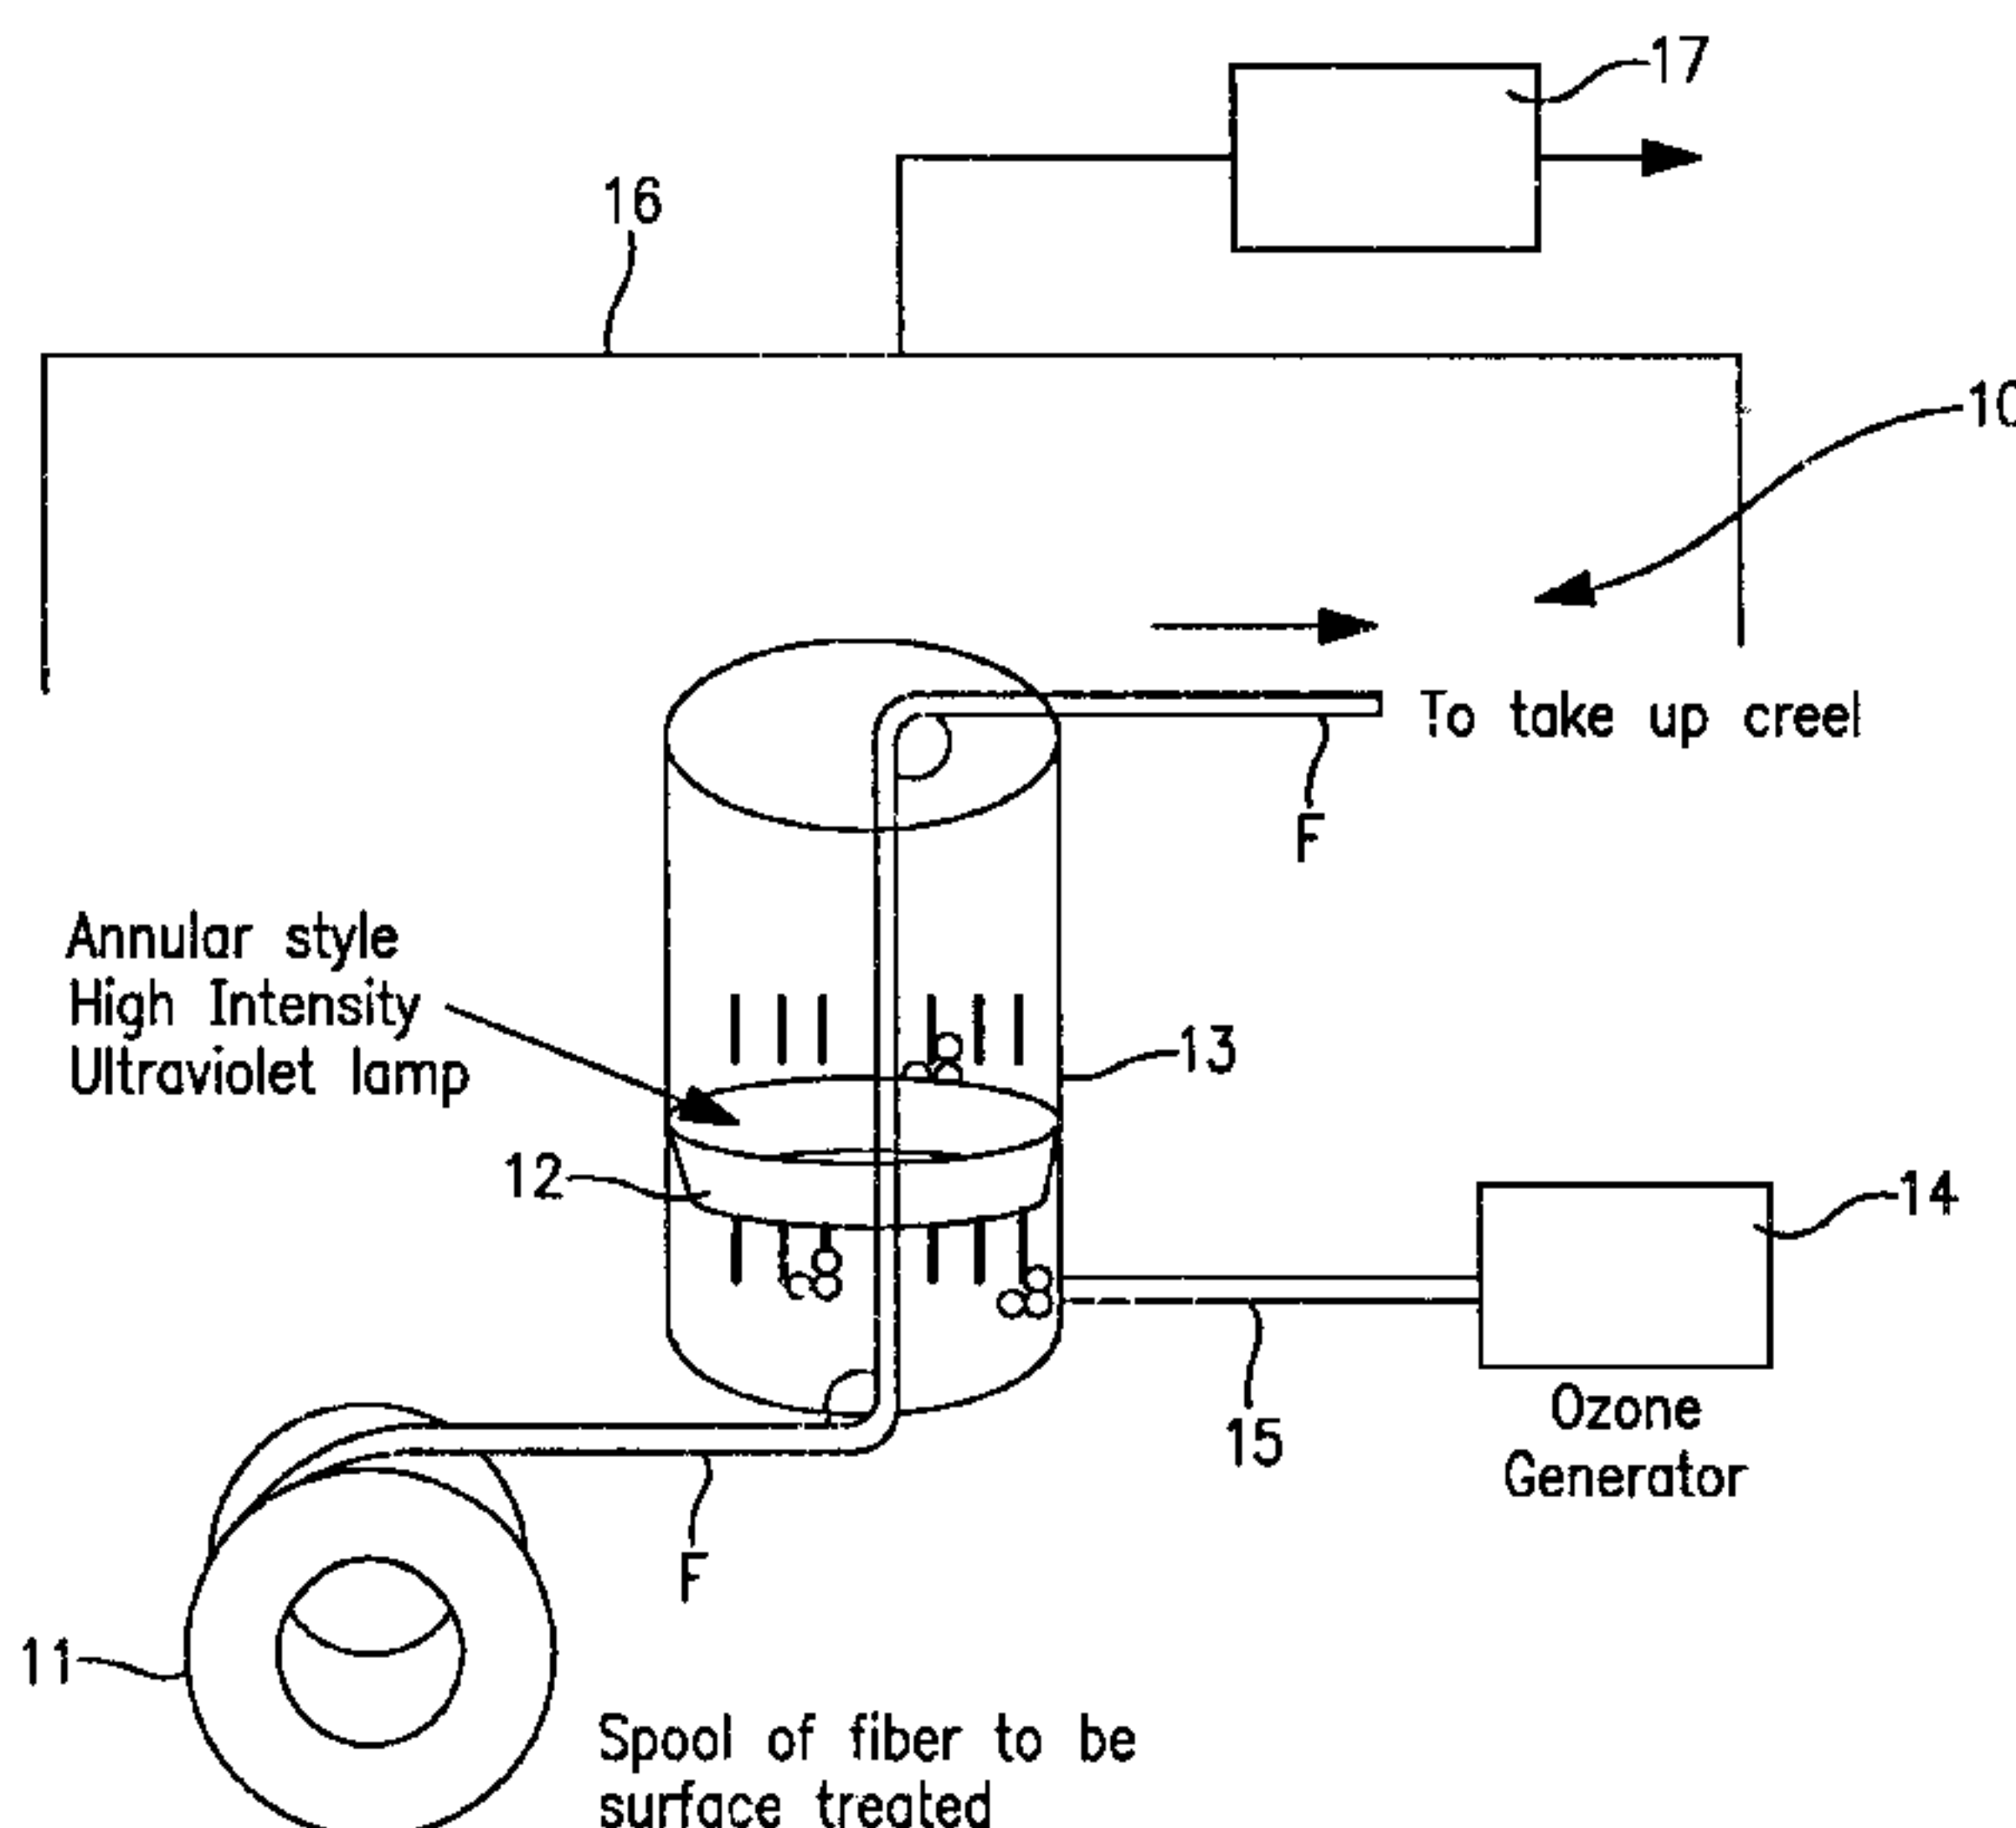 17
16
10
To take up creel
F
Annular style
High Intensity
Ultraviolet lamp
13
12
14
15
Ozone
Generator
F
11
Spool of fiber to be
surface treated